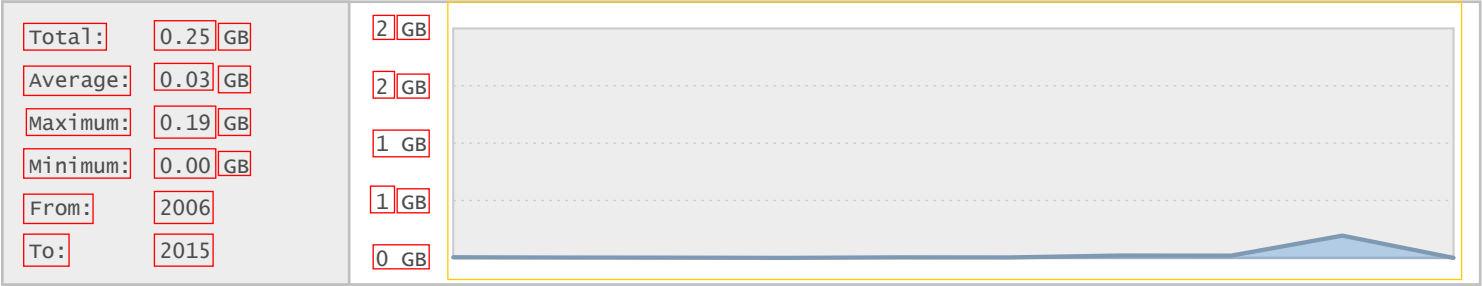 Total: 0.25 GB
Average: 0.03 GB
Maximum: 0.19 GB
Minimum: 0.00 GB
From: 2006
To: 2015
2 GB
2 GB
1 GB
1 GB
0 GB